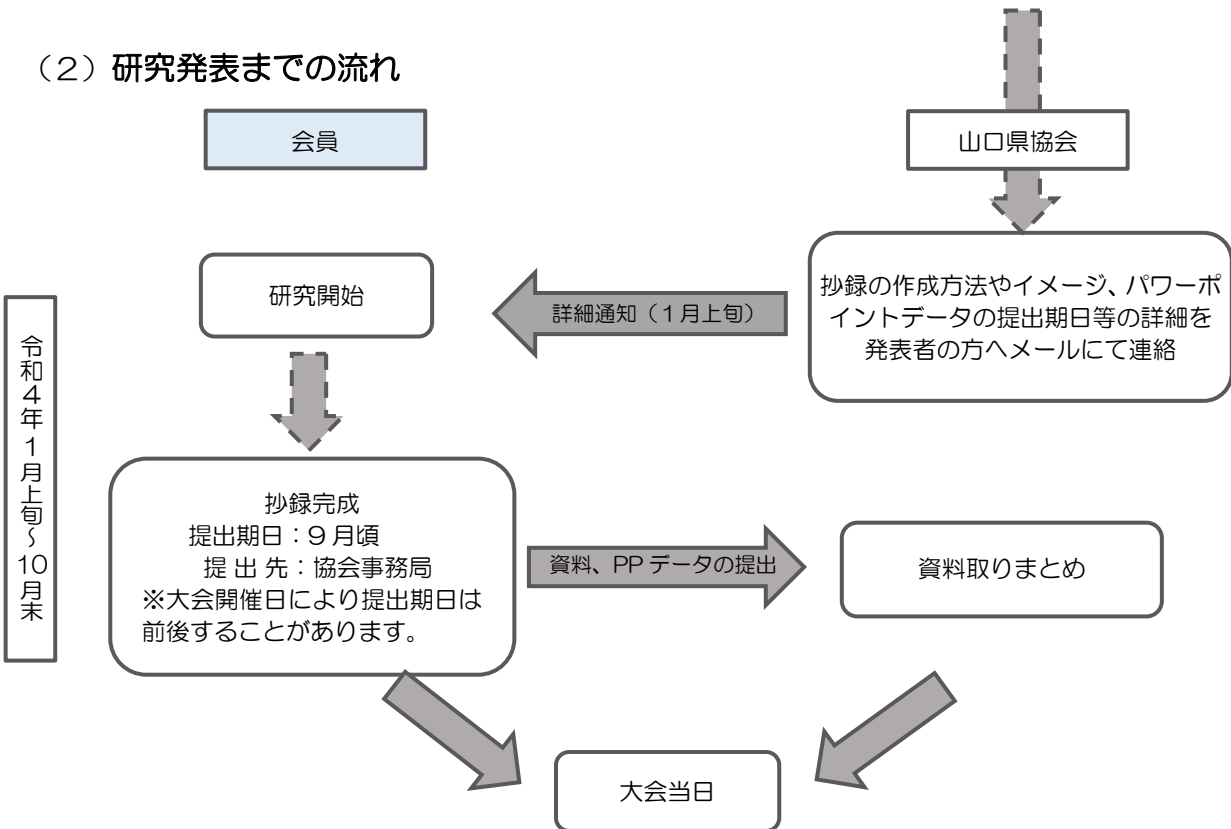 （2）研究発表までの流れ
会員
山口県協会
研究開始
詳細通知（１月上旬）
抄録の作成方法やイメージ、パワーポ
イントデータの提出期日等の詳細を
発表者の方へメールにて連絡
令和４年１月上旬～10月末
抄録完成
提出期日：９月頃
提 出 先：協会事務局
※大会開催日により提出期日は
前後することがあります。
資料、PP データの提出
資料取りまとめ
大会当日